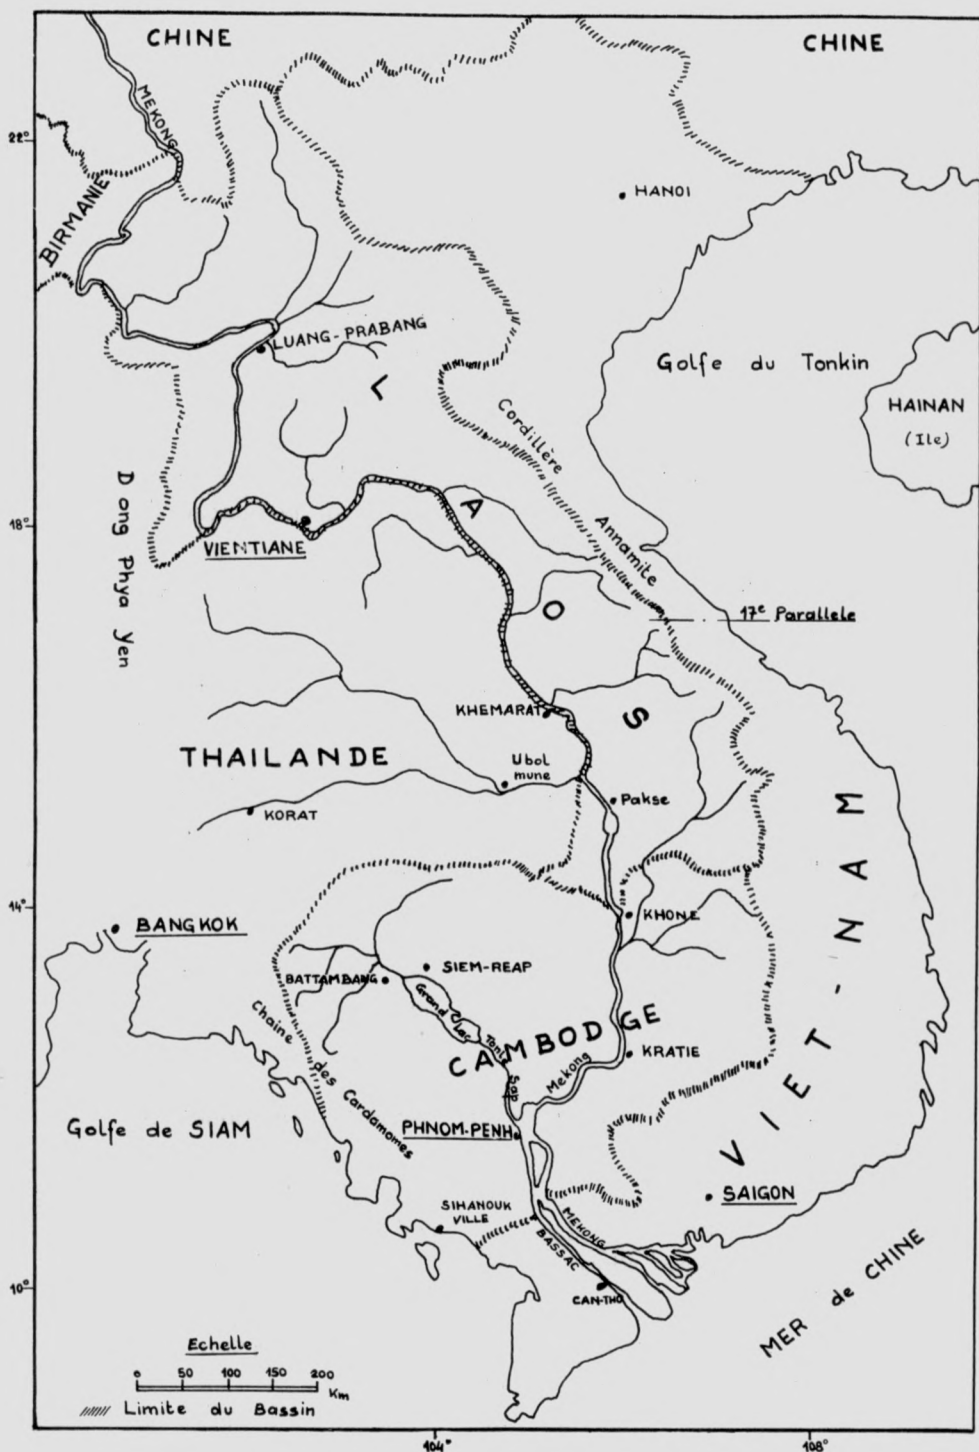 CHINE
CHINE
MEKONG
22°
BIRMANIE
HANOI
LUANG-PRABANG
Golfe du Tonkin
HAINAN
(Ile)
L
A
O
S
Cordillère
Annamite
Dong Phya Yen
18°
VIENTIANE
17e Parallele
KHEMARAT
THAILANDE
Ubol
mune
Pakse
KORAT
14°
BANGKOK
KHONE
SIEM-REAP
BATTAMBANG
Grand Lac
Tonle
Sap
CAMBODGE
KRATIE
Mekong
Chaine des Cardamomes
Golfe de SIAM
PHNOM-PENH
VIET-NAM
SAIGON
SIHANOUK
VILLE
MEKONG
BASSAC
10°
CAN-THO
MER de CHINE
Echelle
0 50 100 150 200
Km
Limite du Bassin
104°
108°